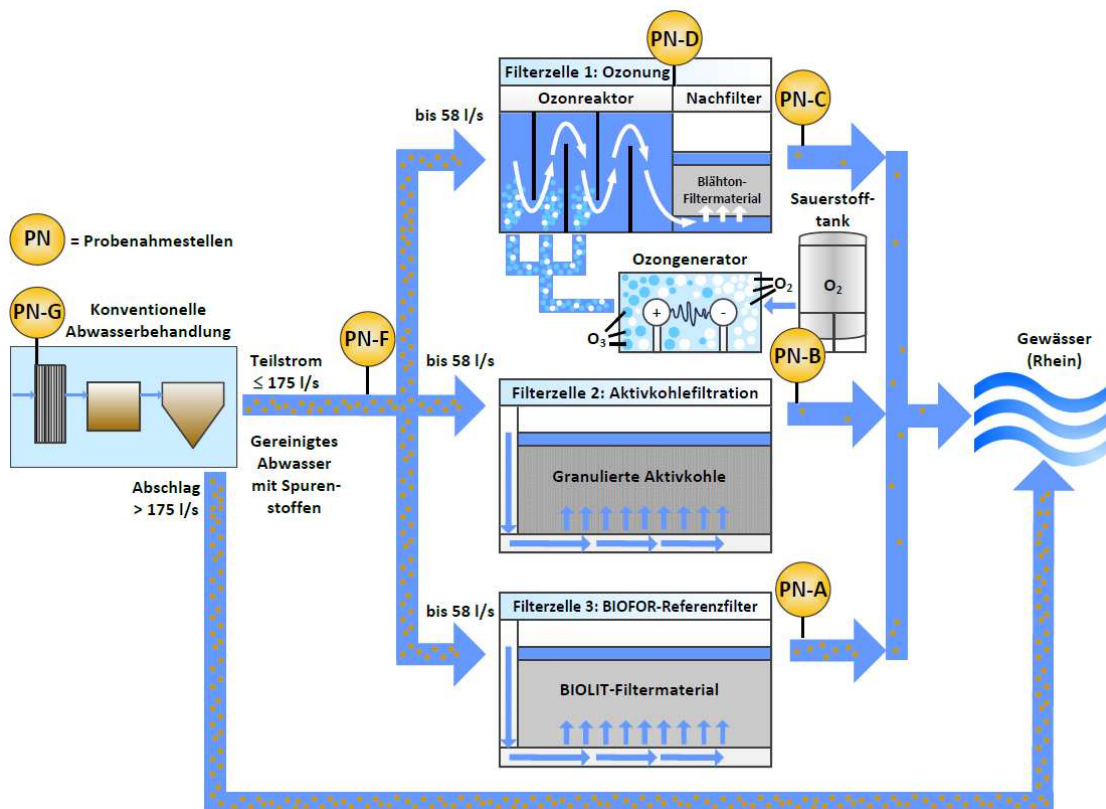 PN-D
Filterzelle 1: Ozonung
Ozonreaktor
Nachfilter
PN-C
bis 58 l/s
Blähton-
Filtermaterial
Sauerstoff-
tank
PN
= Probenahmestellen
Ozongenerator
O₂
O₂
+
-
O₃
PN-G
Konventionelle
Abwasserbehandlung
PN-F
Teilstrom
≤ 175 l/s
bis 58 l/s
PN-B
Gewässer
(Rhein)
Filterzelle 2: Aktivkohlefiltration
Granulierte Aktivkohle
Gereinigtes
Abwasser
mit Spuren-
stoffen
Abschlag
> 175 l/s
PN-A
bis 58 l/s
Filterzelle 3: BIOFOR-Referenzfilter
BIOLIT-Filtermaterial